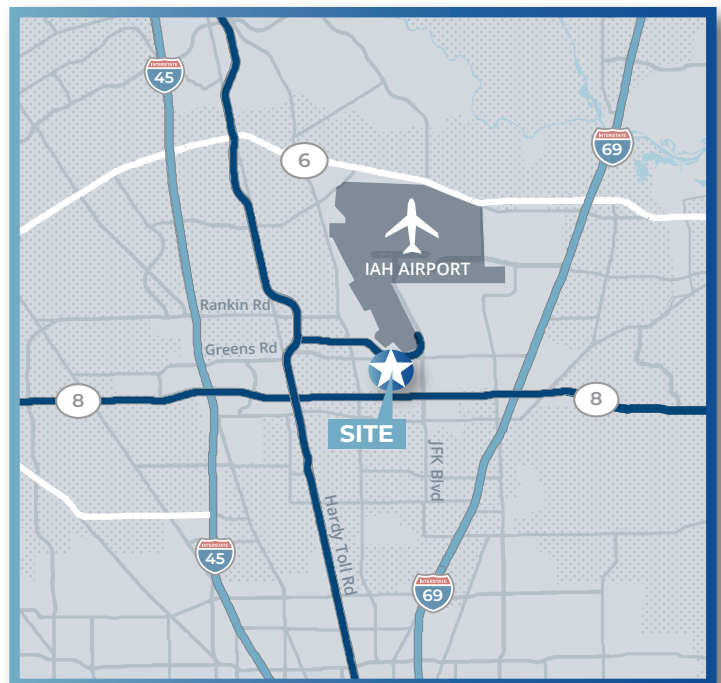 INTERSTATE
45
INTERSTATE
69
6
IAH AIRPORT
Rankin Rd
Greens Rd
8
8
SITE
JFK Blvd
Hardy Toll Rd
INTERSTATE
45
INTERSTATE
69